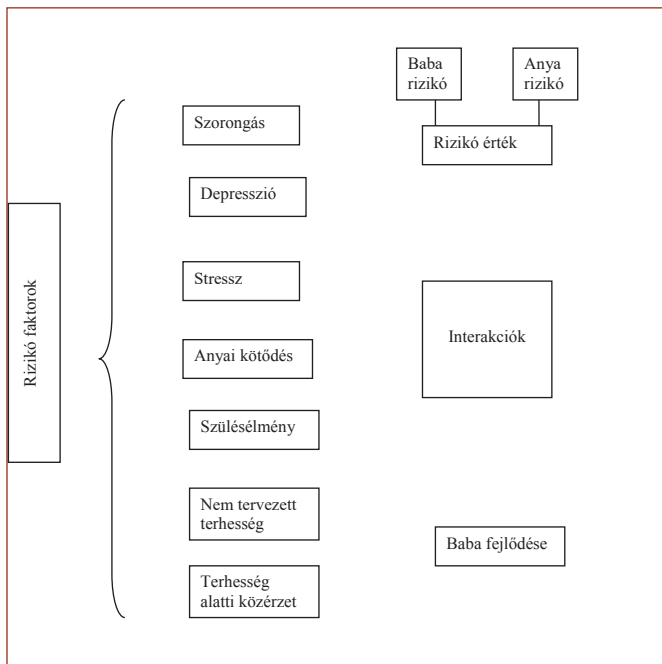 Rizikó faktorok
Szorongás
Depresszió
Stressz
Anyai kötődés
Szülésélmény
Nem tervezett
terhesség
Terhesség
alatti közérzet
Baba
rizikó
Anya
rizikó
Rizikó érték
Interakciók
Baba fejlődése